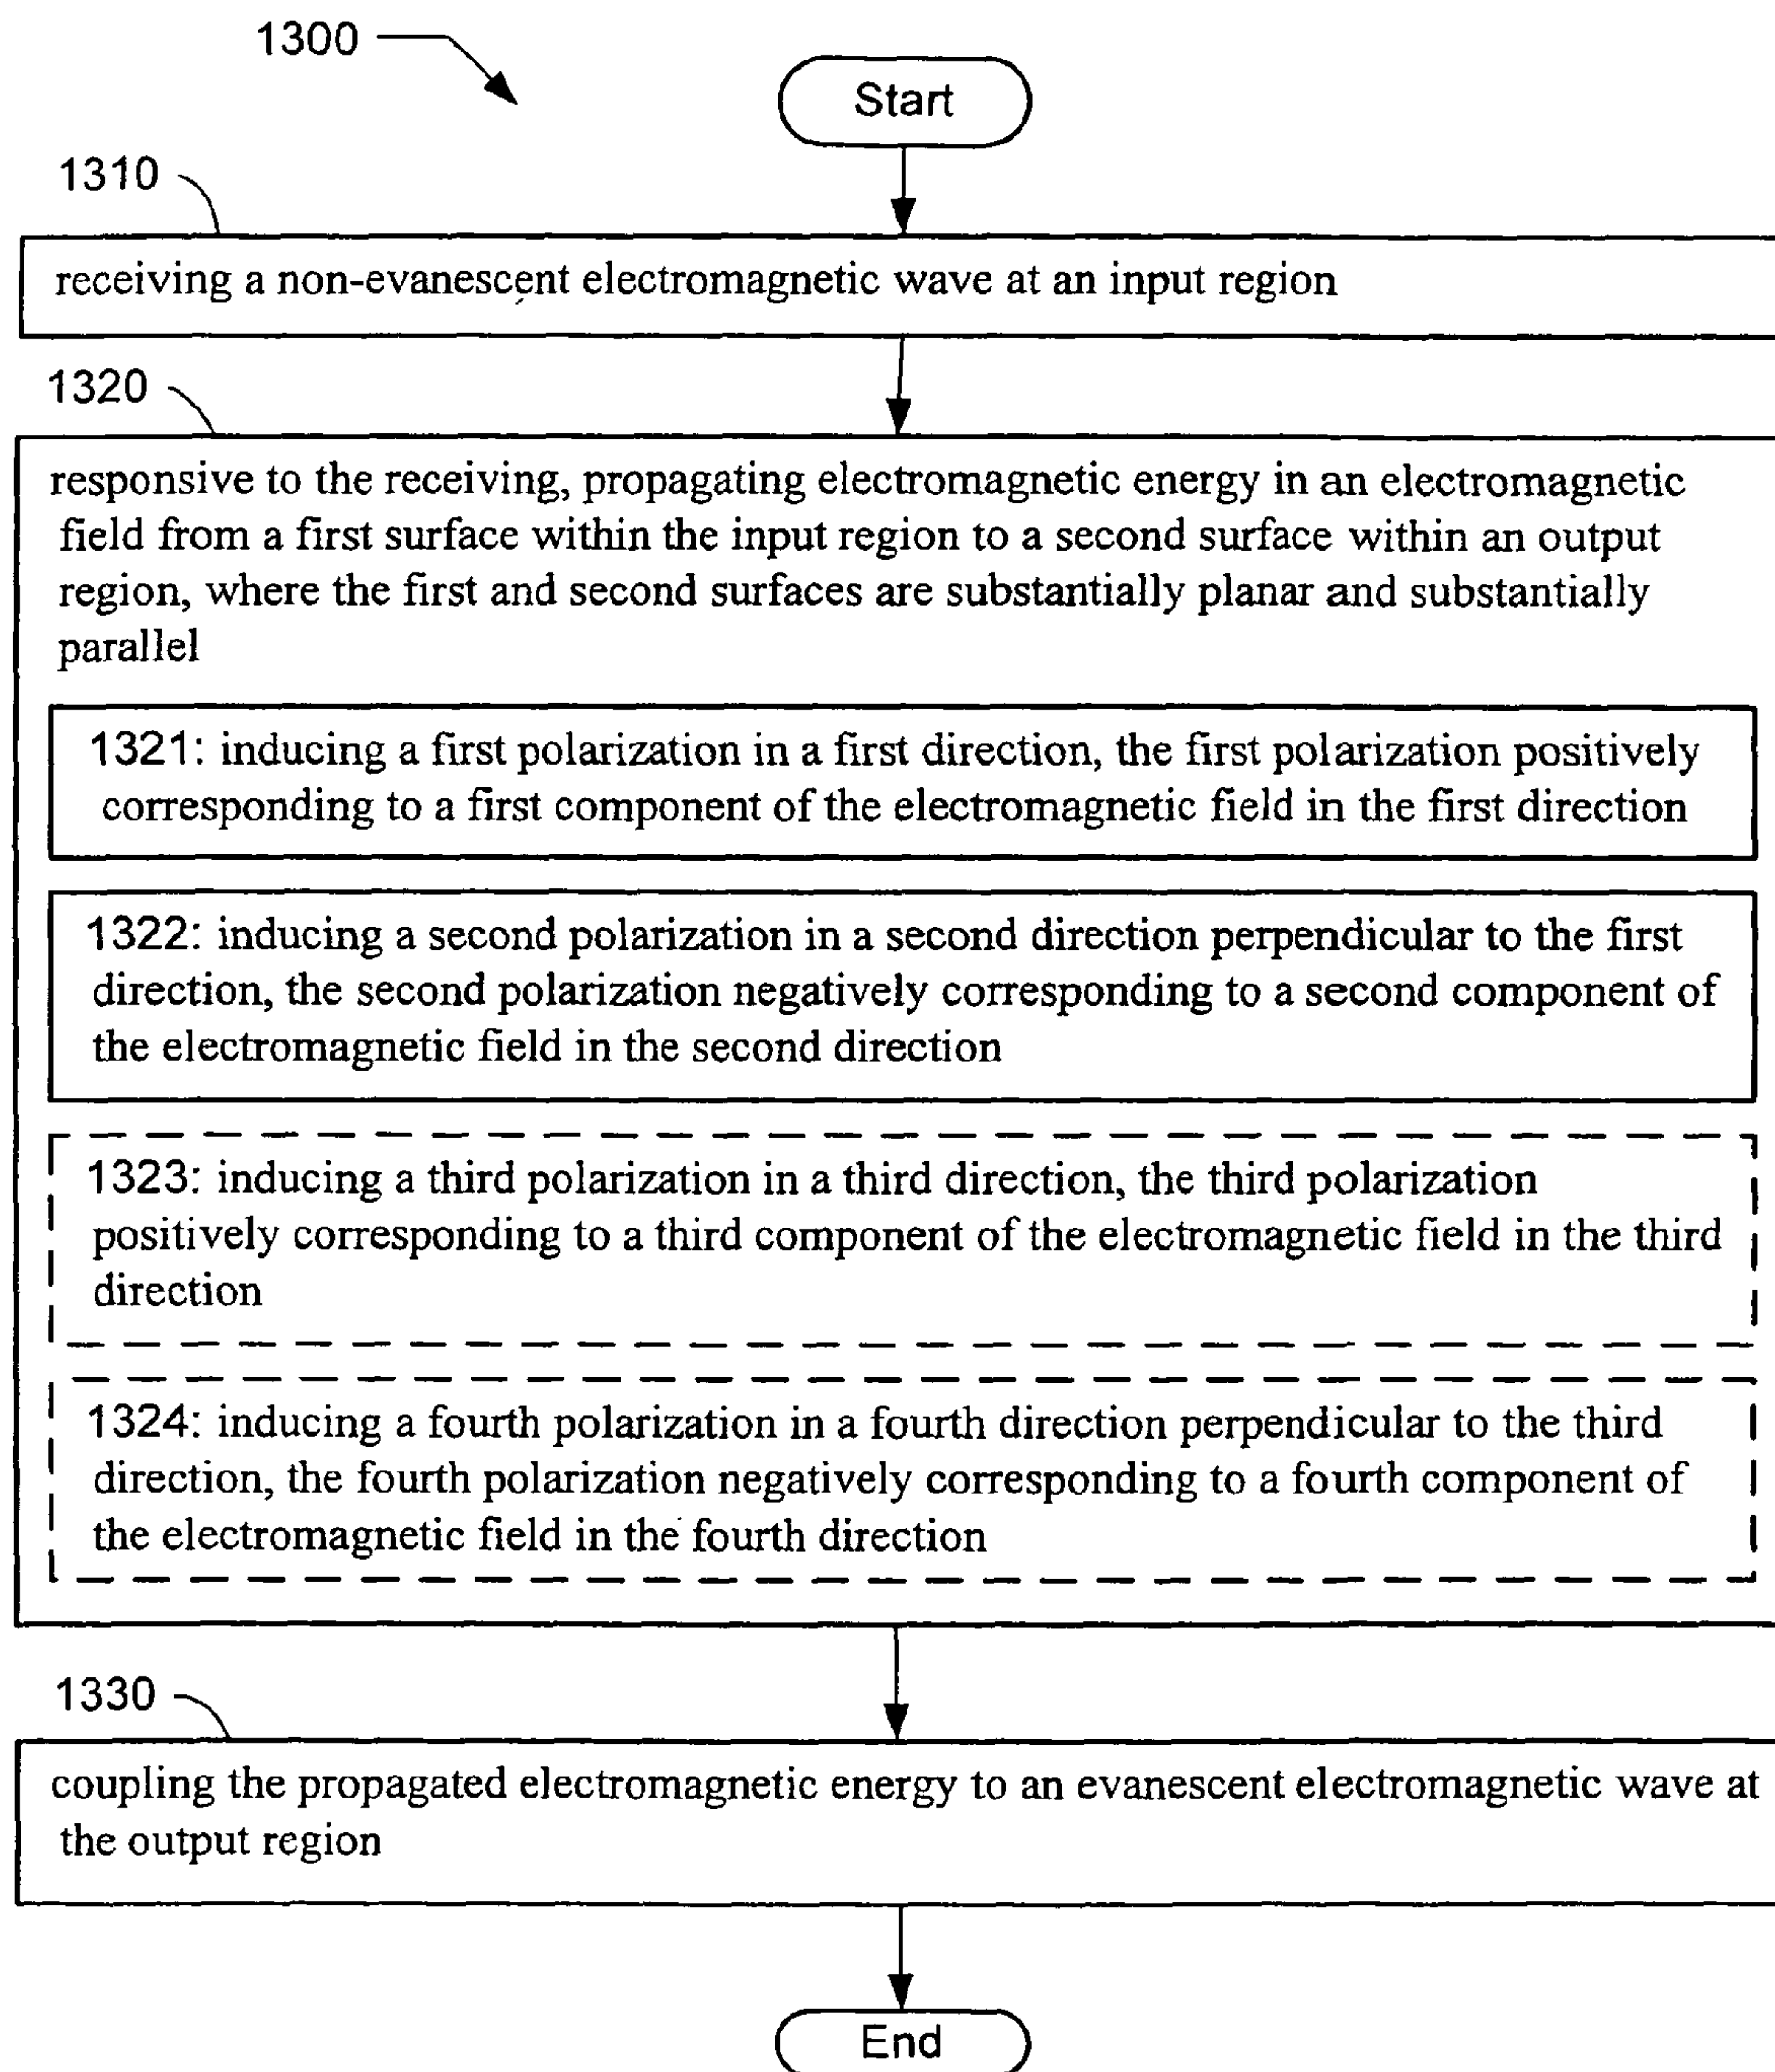 1300
Start
1310
receiving a non-evanescent electromagnetic wave at an input region
1320
responsive to the receiving, propagating electromagnetic energy in an electromagnetic
field from a first surface within the input region to a second surface within an output
region, where the first and second surfaces are substantially planar and substantially
parallel
1321: inducing a first polarization in a first direction, the first polarization positively
corresponding to a first component of the electromagnetic field in the first direction
1322: inducing a second polarization in a second direction perpendicular to the first
direction, the second polarization negatively corresponding to a second component of
the electromagnetic field in the second direction
1323: inducing a third polarization in a third direction, the third polarization
positively corresponding to a third component of the electromagnetic field in the third
direction
1324: inducing a fourth polarization in a fourth direction perpendicular to the third
direction, the fourth polarization negatively corresponding to a fourth component of
the electromagnetic field in the fourth direction
1330
coupling the propagated electromagnetic energy to an evanescent electromagnetic wave at
the output region
End